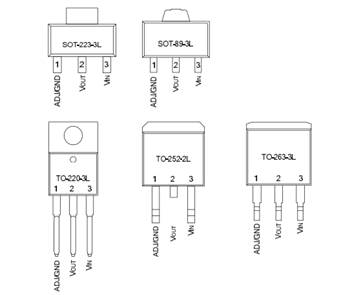 SOT-223-3L
1 2 3
ADJ/GND VOUT VIN
SOT-89-3L
1 2 3
ADJ/GND VOUT VIN
TO-220-3L
1 2 3
ADJ/GND VOUT VIN
TO-252-2L
1 2 3
ADJ/GND VOUT VIN
TO-263-3L
1 2 3
ADJ/GND VOUT VIN